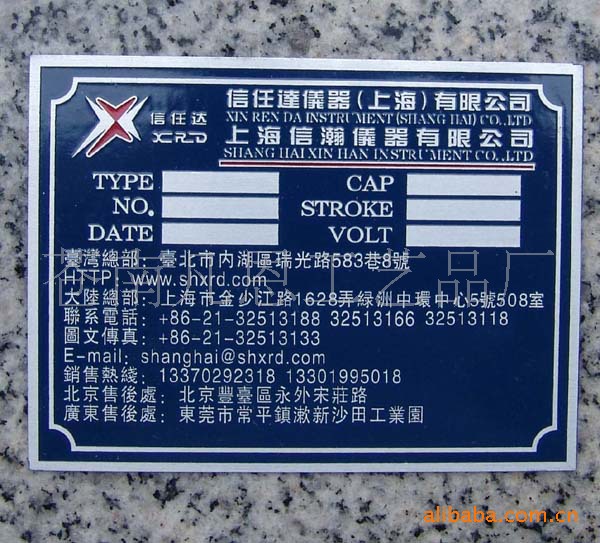 信任达
XRD
信任達儀器(上海)有限公司
XIN REN DA INSTRUMENT (SHANG HAI) CO.,LTD
上海信瀚儀器有限公司
SHANG HAI XIN HAN INSTRUMENT CO.,LTD
TYPE CAP
NO. STROKE
DATE VOLT
臺灣總部: 臺北市内湖區瑞光路583巷8號
HTTP: www.shxrd.com
大陸總部: 上海市金沙江路1628弄緑洲中環中心5號508室
聯系電話: +86-21-32513188 32513166 32513118
圖文傳真: +86-21-32513133
E-mail: shanghai@shxrd.com
銷售熱綫: 13370292318 13301995018
北京售後處: 北京豐臺區永外宋莊路
廣東售後處: 東莞市常平鎮漱新沙田工業園
alibaba.com.cn